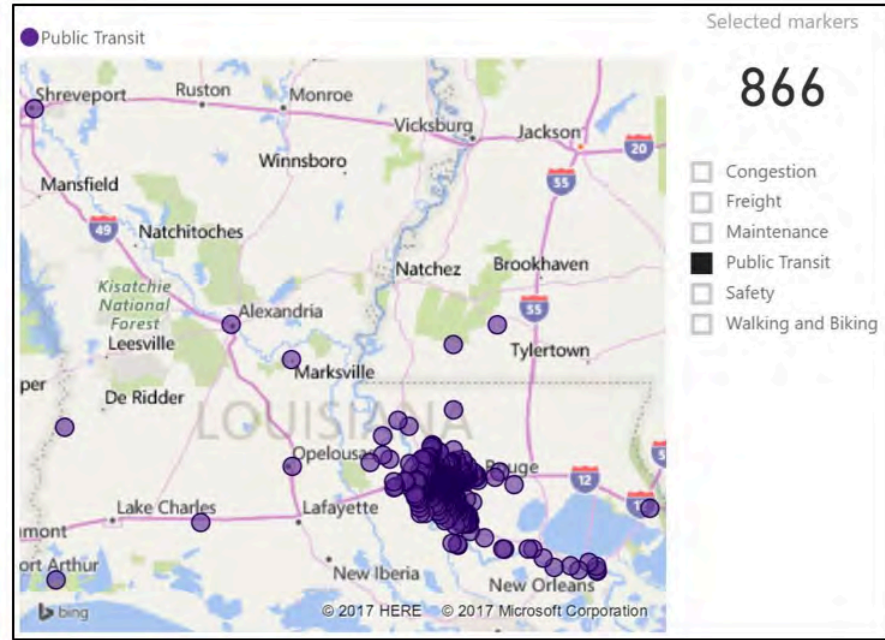 Public Transit
Selected markers
866
Shreveport
Ruston
Monroe
Vicksburg
Jackson
20
Winnsboro
55
Mansfield
49
Natchitoches
Natchez
Brookhaven
Kisatchie
National
Forest
Alexandria
55
Leesville
Tylertown
Marksville
per
De Ridder
LOUISIANA
Opelousas
Rouge
12
Lake Charles
Lafayette
mont
ort Arthur
New Iberia
New Orleans
bing
© 2017 HERE © 2017 Microsoft Corporation
Congestion
Freight
Maintenance
Public Transit
Safety
Walking and Biking